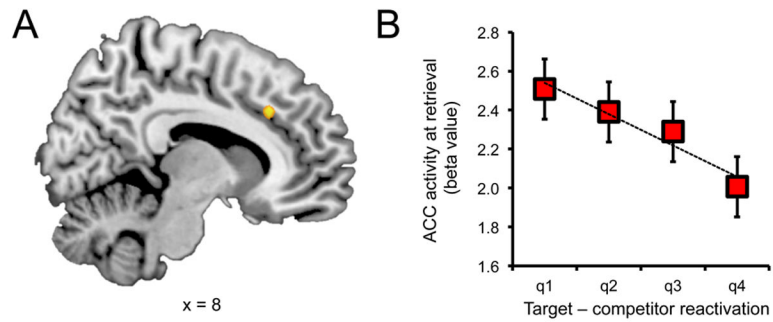 A
x = 8
B
ACC activity at retrieval
(beta value)
2.8
2.6
2.4
2.2
2.0
1.8
1.6
q1 q2 q3 q4
Target – competitor reactivation